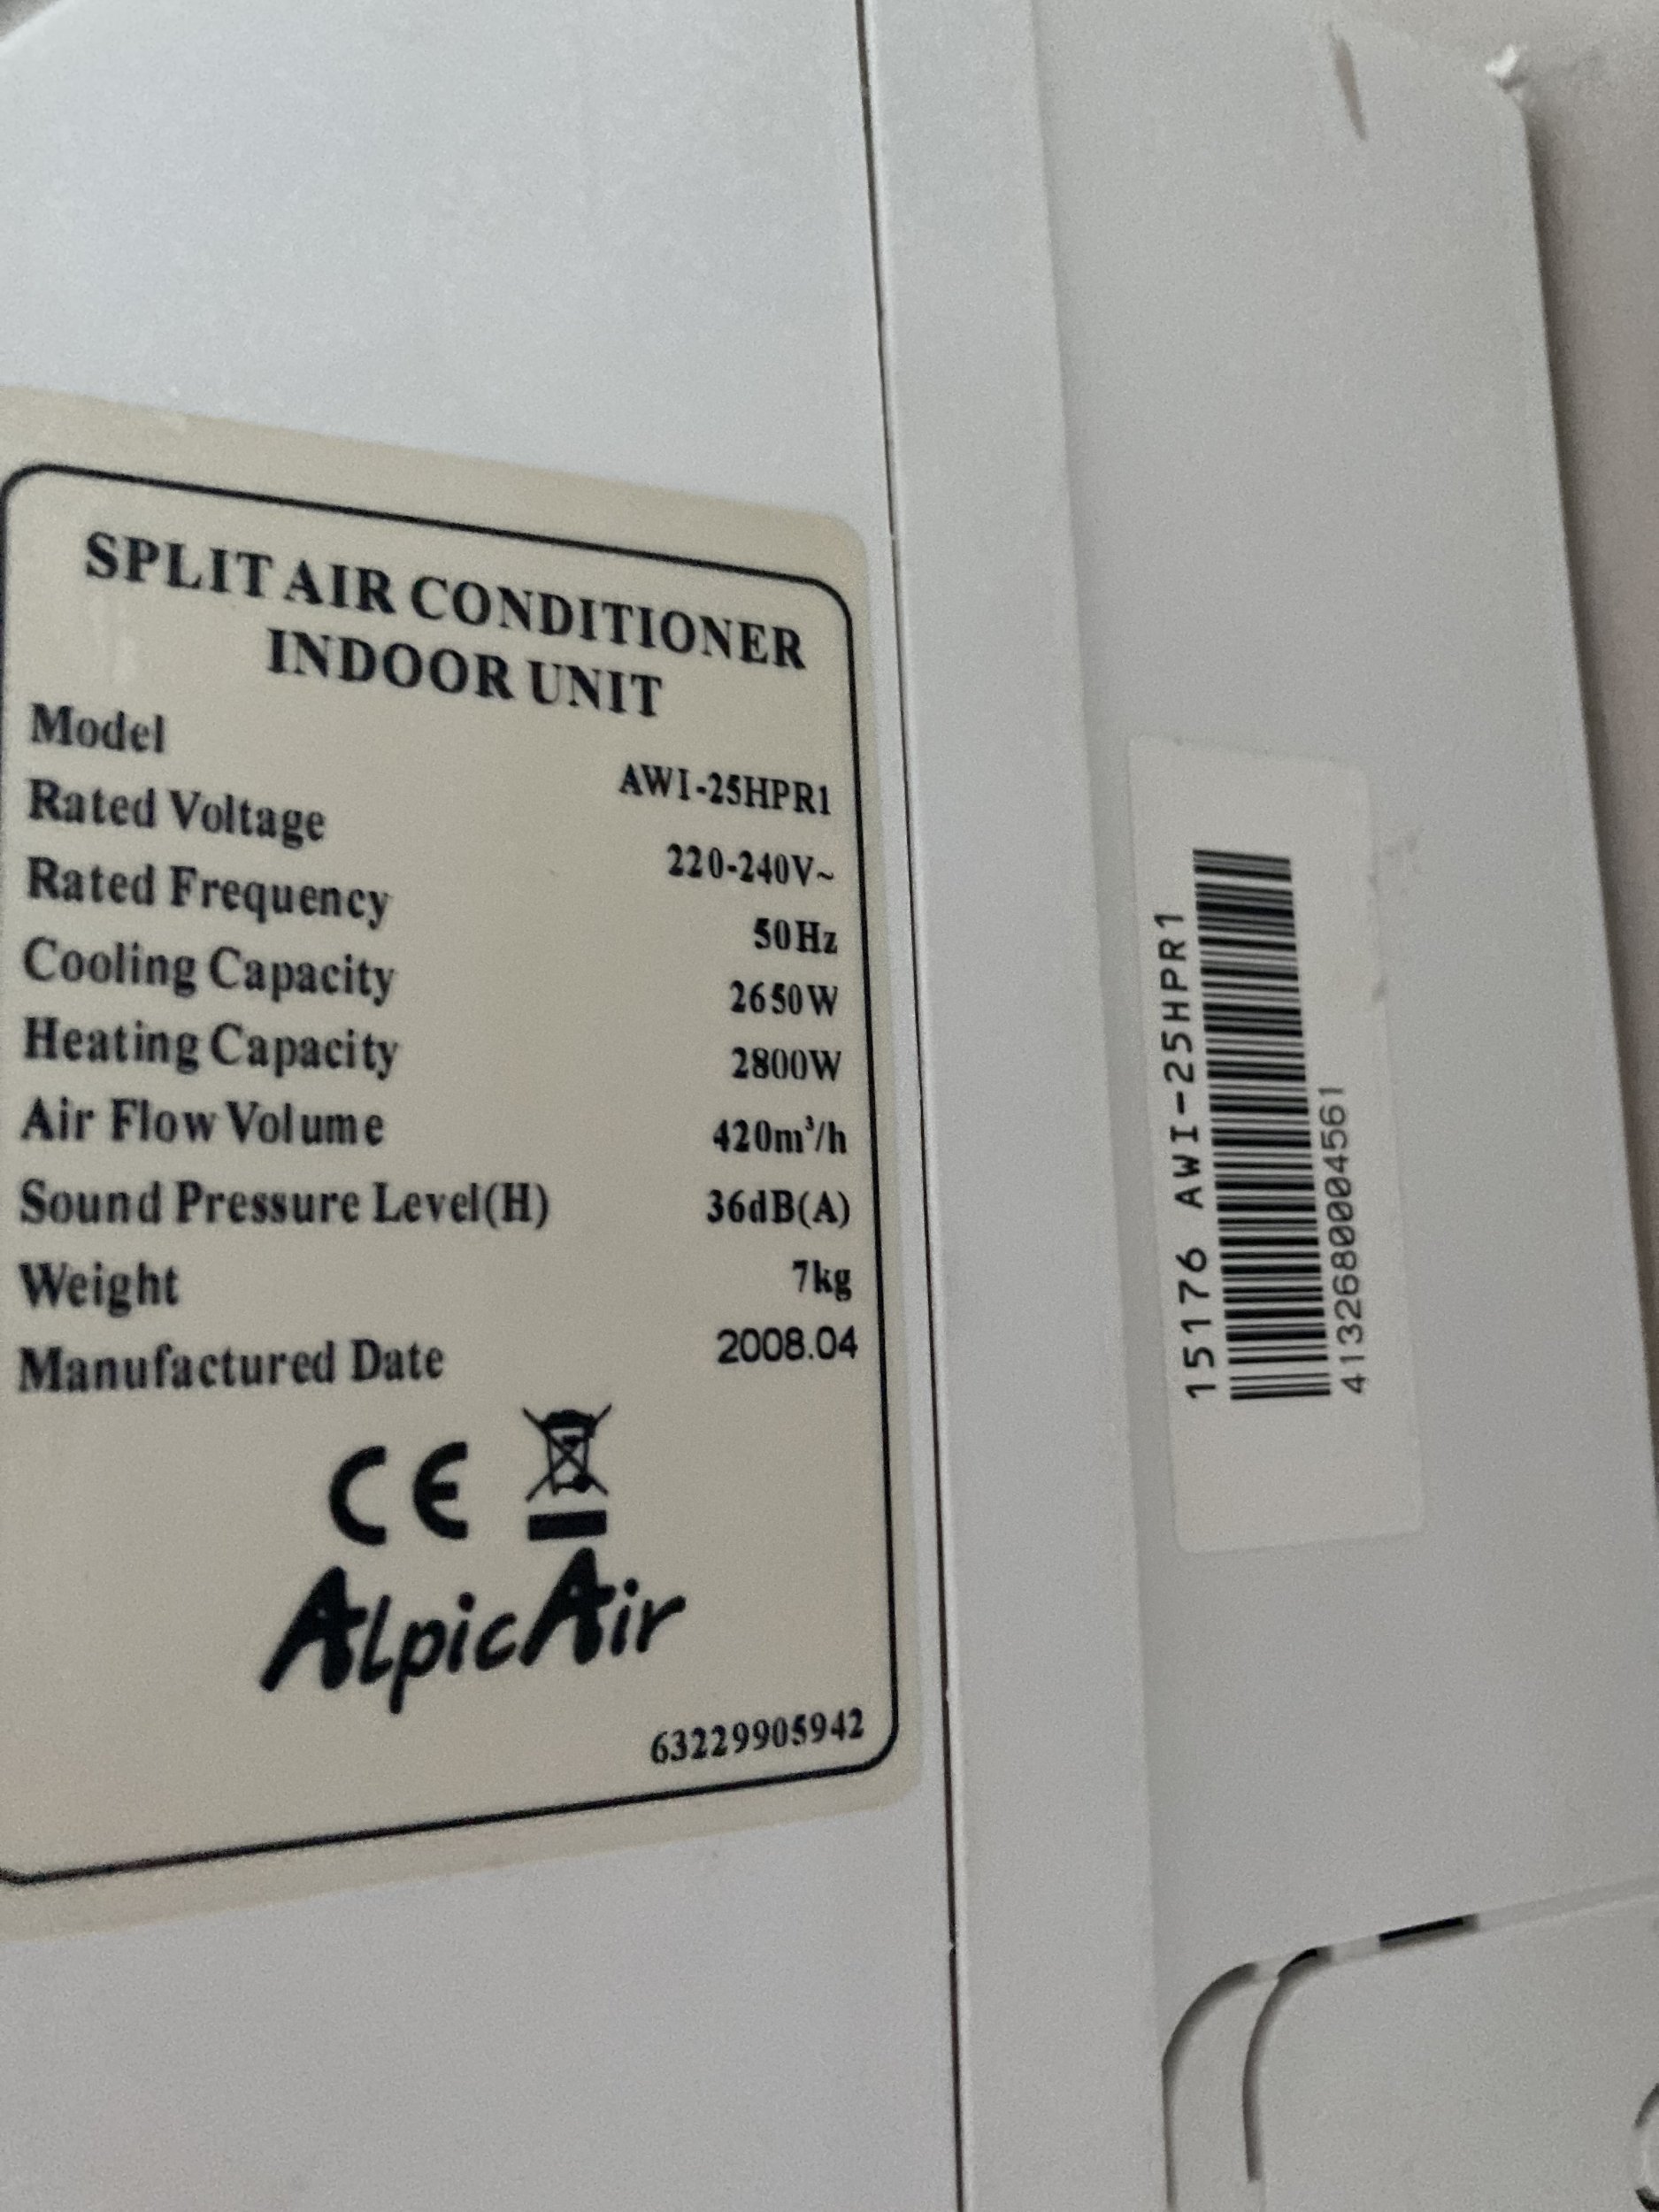 SPLIT AIR CONDITIONER
INDOOR UNIT
Model AWI-25HPR1
Rated Voltage 220-240V~
Rated Frequency 50Hz
Cooling Capacity 2650W
Heating Capacity 2800W
Air Flow Volume 420m³/h
Sound Pressure Level(H) 36dB(A)
Weight 7kg
Manufactured Date 2008.04
CE
AlpicAir
63229905942
15176 AWI-25HPR1
4132680004561